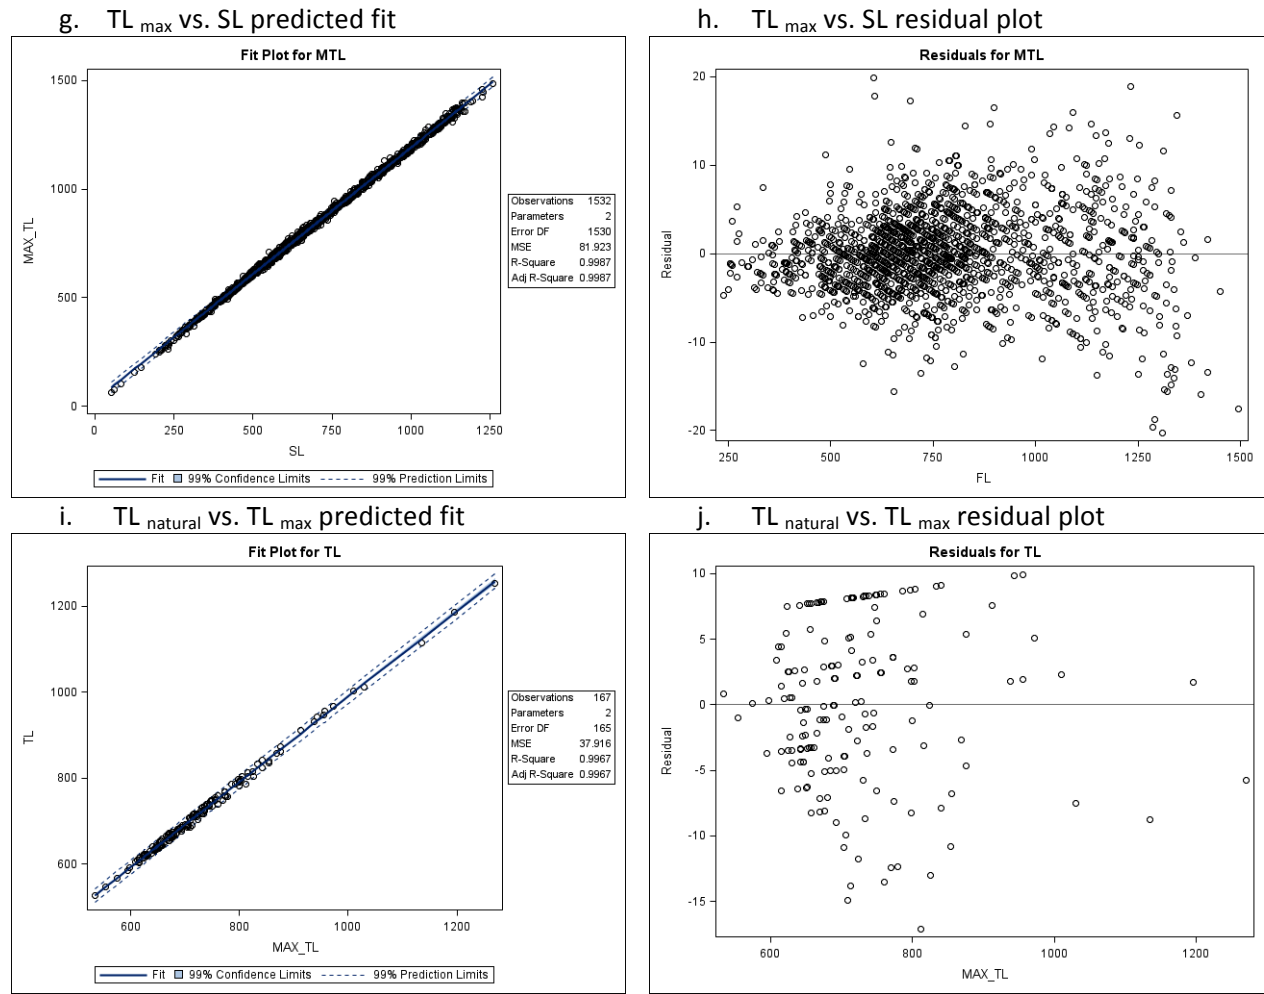 g. TL max vs. SL predicted fit
Fit Plot for MTL
1500
1000
500
0
MAX_TL
0 250 500 750 1000 1250
SL
Fit 99% Confidence Limits 99% Prediction Limits
Observations 1532
Parameters 2
Error DF 1530
MSE 81.923
R-Square 0.9987
Adj R-Square 0.9987
h. TL max vs. SL residual plot
Residuals for MTL
20
10
0
-10
-20
Residual
250 500 750 1000 1250 1500
FL
i. TL natural vs. TL max predicted fit
Fit Plot for TL
1200
1000
800
600
TL
600 800 1000 1200
MAX_TL
Fit 99% Confidence Limits 99% Prediction Limits
Observations 167
Parameters 2
Error DF 165
MSE 37.916
R-Square 0.9967
Adj R-Square 0.9967
j. TL natural vs. TL max residual plot
Residuals for TL
10
5
0
-5
-10
-15
Residual
600 800 1000 1200
MAX_TL